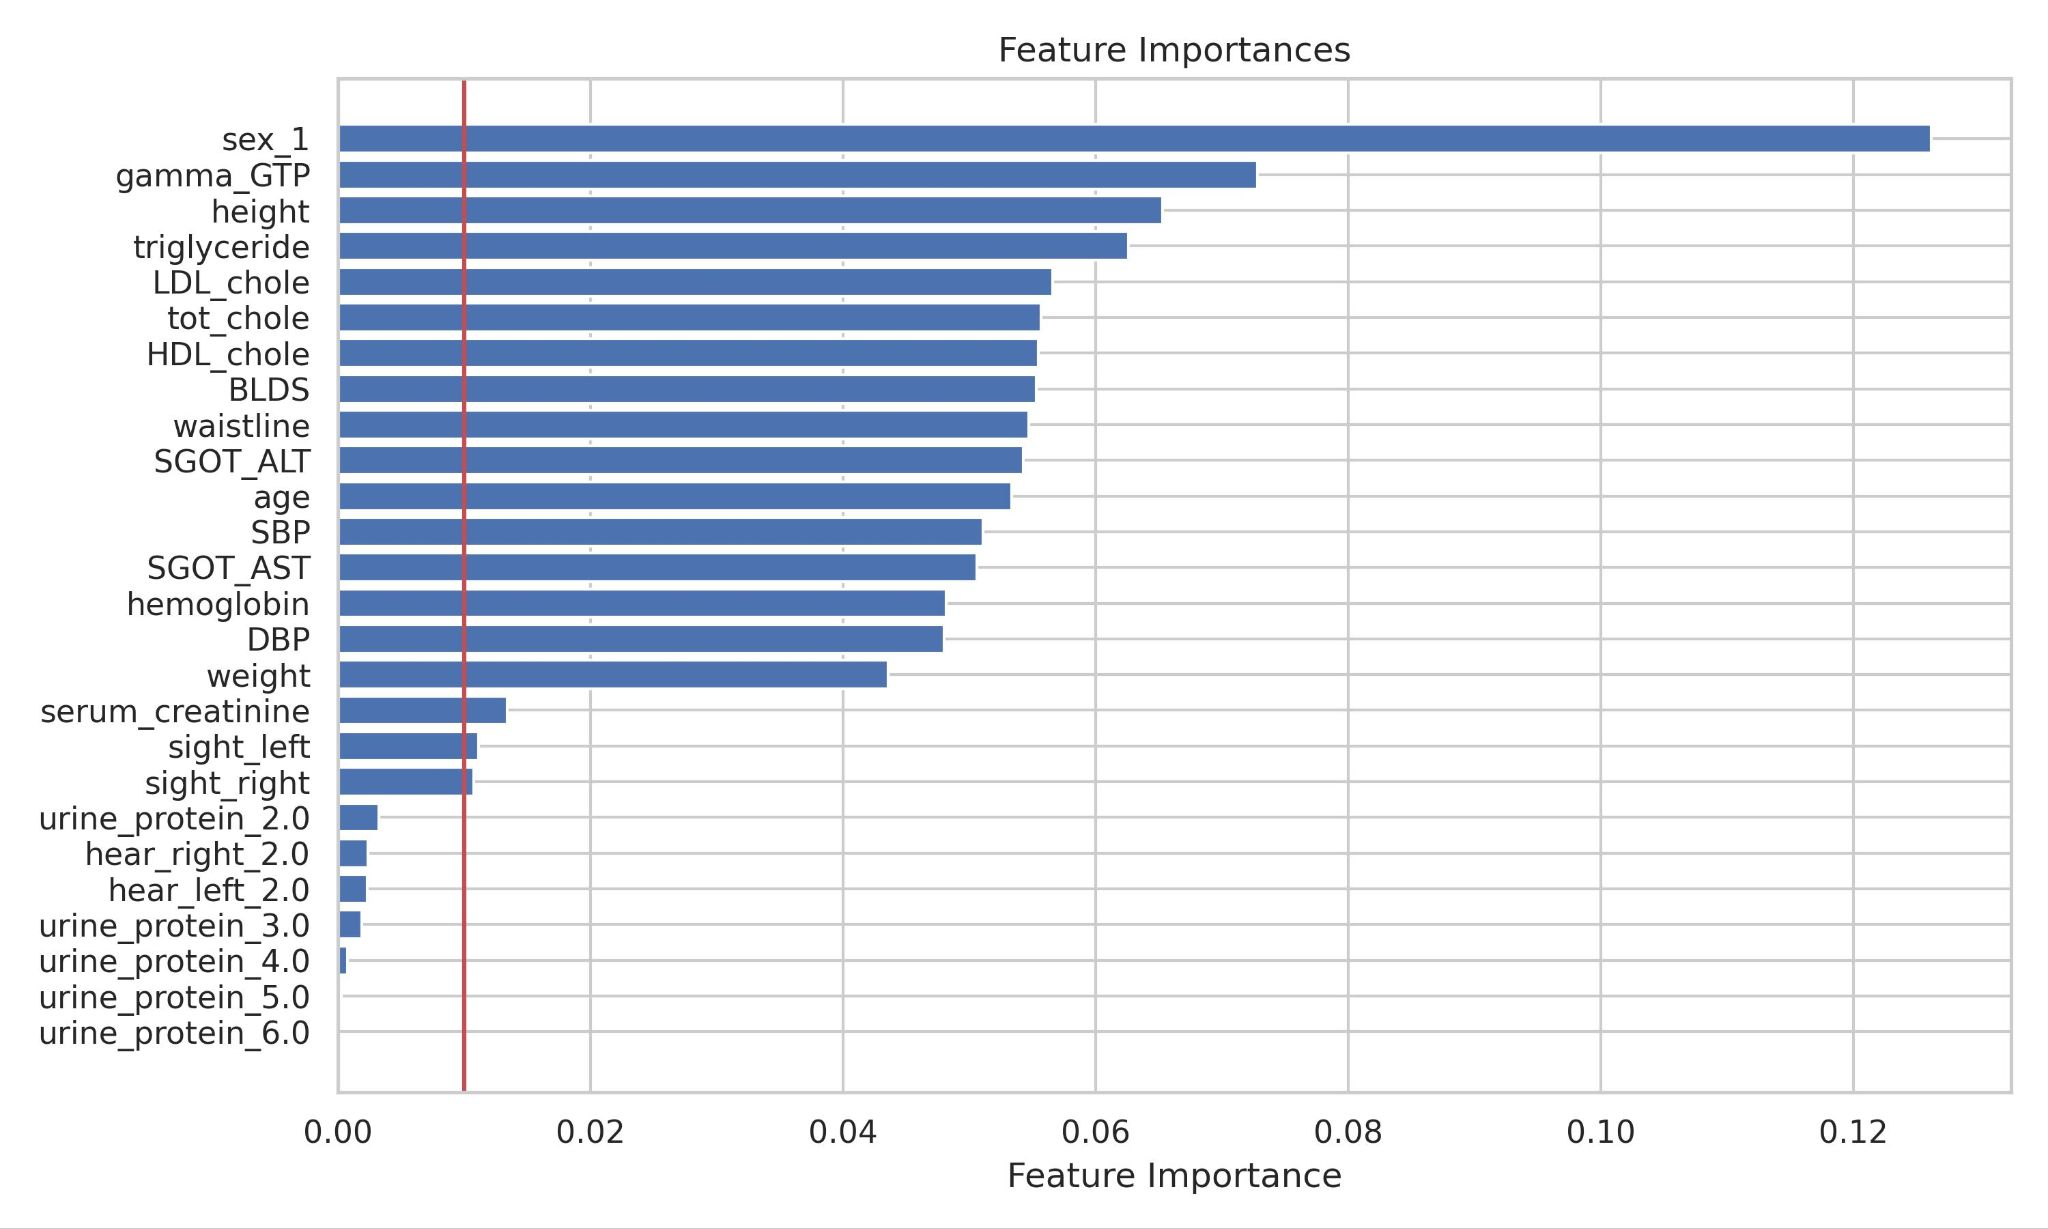 Feature Importances
sex_1
gamma_GTP
height
triglyceride
LDL_chole
tot_chole
HDL_chole
BLDS
waistline
SGOT_ALT
age
SBP
SGOT_AST
hemoglobin
DBP
weight
serum_creatinine
sight_left
sight_right
urine_protein_2.0
hear_right_2.0
hear_left_2.0
urine_protein_3.0
urine_protein_4.0
urine_protein_5.0
urine_protein_6.0
0.00 0.02 0.04 0.06 0.08 0.10 0.12
Feature Importance